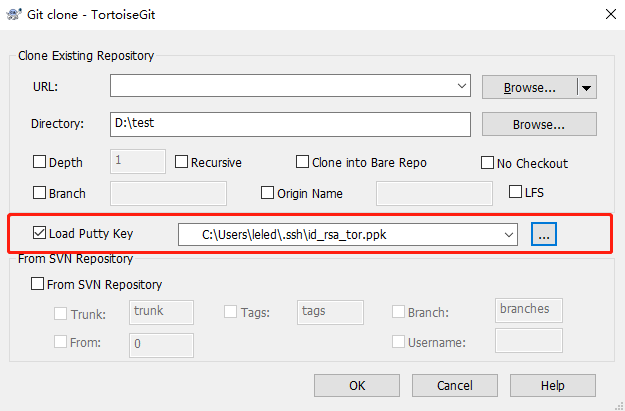 Git clone - TortoiseGit
Clone Existing Repository
URL:
Browse...
Directory:
D:\test
Browse...
Depth
1
Recursive
Clone into Bare Repo
No Checkout
Branch
Origin Name
LFS
Load Putty Key
C:\Users\leled\.ssh\id_rsa_tor.ppk
...
From SVN Repository
From SVN Repository
Trunk:
trunk
Tags:
tags
Branch:
branches
From:
0
Username:
OK
Cancel
Help